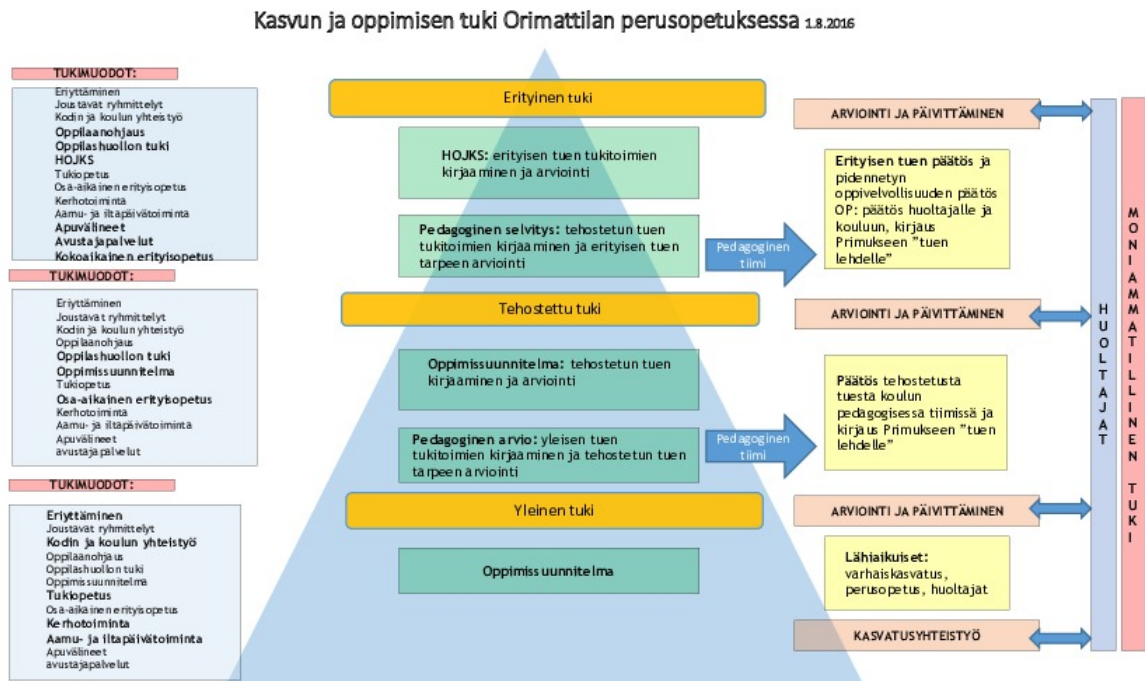 Kasvun ja oppimisen tuki Orimattilan perusopetuksessa 1.8.2016
TUKIMUODOT:
Eriyttäminen
Joustavat ryhmittelyt
Kodin ja koulun yhteistyö
Oppilaanohjaus
Oppilashuollon tuki
HOJKS
Tukiopetus
Osa-aikainen erityisopetus
Kerhotoiminta
Aamu- ja iltapäivätoiminta
Apuvälineet
Avustajapalvelut
Kokoaikainen erityisopetus
Erityinen tuki
HOJKS: erityisen tuen tukitoimien
kirjaaminen ja arviointi
Pedagoginen selvitys: tehostetun tuen
tukitoimien kirjaaminen ja erityisen tuen
tarpeen arviointi
Pedagoginen
tiimi
ARVIOINTI JA PÄIVITTÄMINEN
Erityisen tuen päätös ja
pidennetyn
oppivelvollisuuden päätös
OP: päätös huoltajalle ja
kouluun, kirjaus
Primukseen ”tuen
lehdelle”
TUKIMUODOT:
Eriyttäminen
Joustavat ryhmittelyt
Kodin ja koulun yhteistyö
Oppilaanohjaus
Oppilashuollon tuki
Oppimissuunnitelma
Tukiopetus
Osa-aikainen erityisopetus
Kerhotoiminta
Aamu- ja iltapäivätoiminta
Apuvälineet
avustajapalvelut
Tehostettu tuki
Oppimissuunnitelma: tehostetun tuen
kirjaaminen ja arviointi
Pedagoginen arvio: yleisen tuen
tukitoimien kirjaaminen ja tehostetun tuen
tarpeen arviointi
Pedagoginen
tiimi
ARVIOINTI JA PÄIVITTÄMINEN
Päätös tehostetusta
tuesta koulun
pedagogisessa tiimissä ja
kirjaus Primukseen ”tuen
lehdelle”
TUKIMUODOT:
Eriyttäminen
Joustavat ryhmittelyt
Kodin ja koulun yhteistyö
Oppilaanohjaus
Oppilashuollon tuki
Oppimissuunnitelma
Tukiopetus
Osa-aikainen erityisopetus
Kerhotoiminta
Aamu- ja iltapäivätoiminta
Apuvälineet
avustajapalvelut
Yleinen tuki
Oppimissuunnitelma
ARVIOINTI JA PÄIVITTÄMINEN
Lähiaikuiset:
varhaiskasvatus,
perusopetus, huoltajat
KASVATUSYHTEISTYÖ
HUOLTAJAT
MONIAMMATILLINEN TUKI